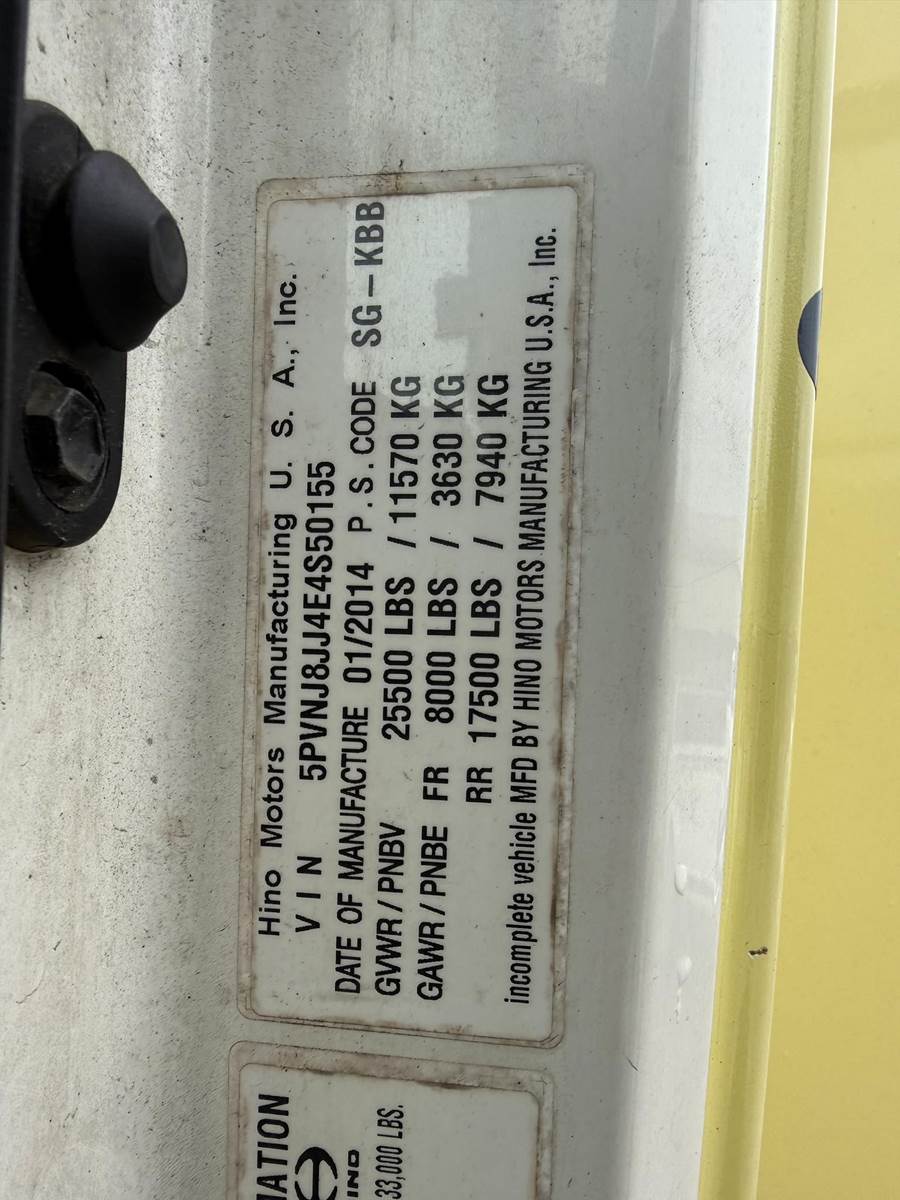 Hino Motors Manufacturing U. S. A., Inc.
VIN 5PVNJ8JJ4E4S50155
DATE OF MANUFACTURE 01/2014 P.S.CODE SG-KBB
GVWR/PNBV 25500 LBS / 11570 KG
GAWR/PNBE FR 8000 LBS / 3630 KG
RR 17500 LBS / 7940 KG
incomplete vehicle MFD BY HINO MOTORS MANUFACTURING U.S.A., Inc.
33,000 LBS.